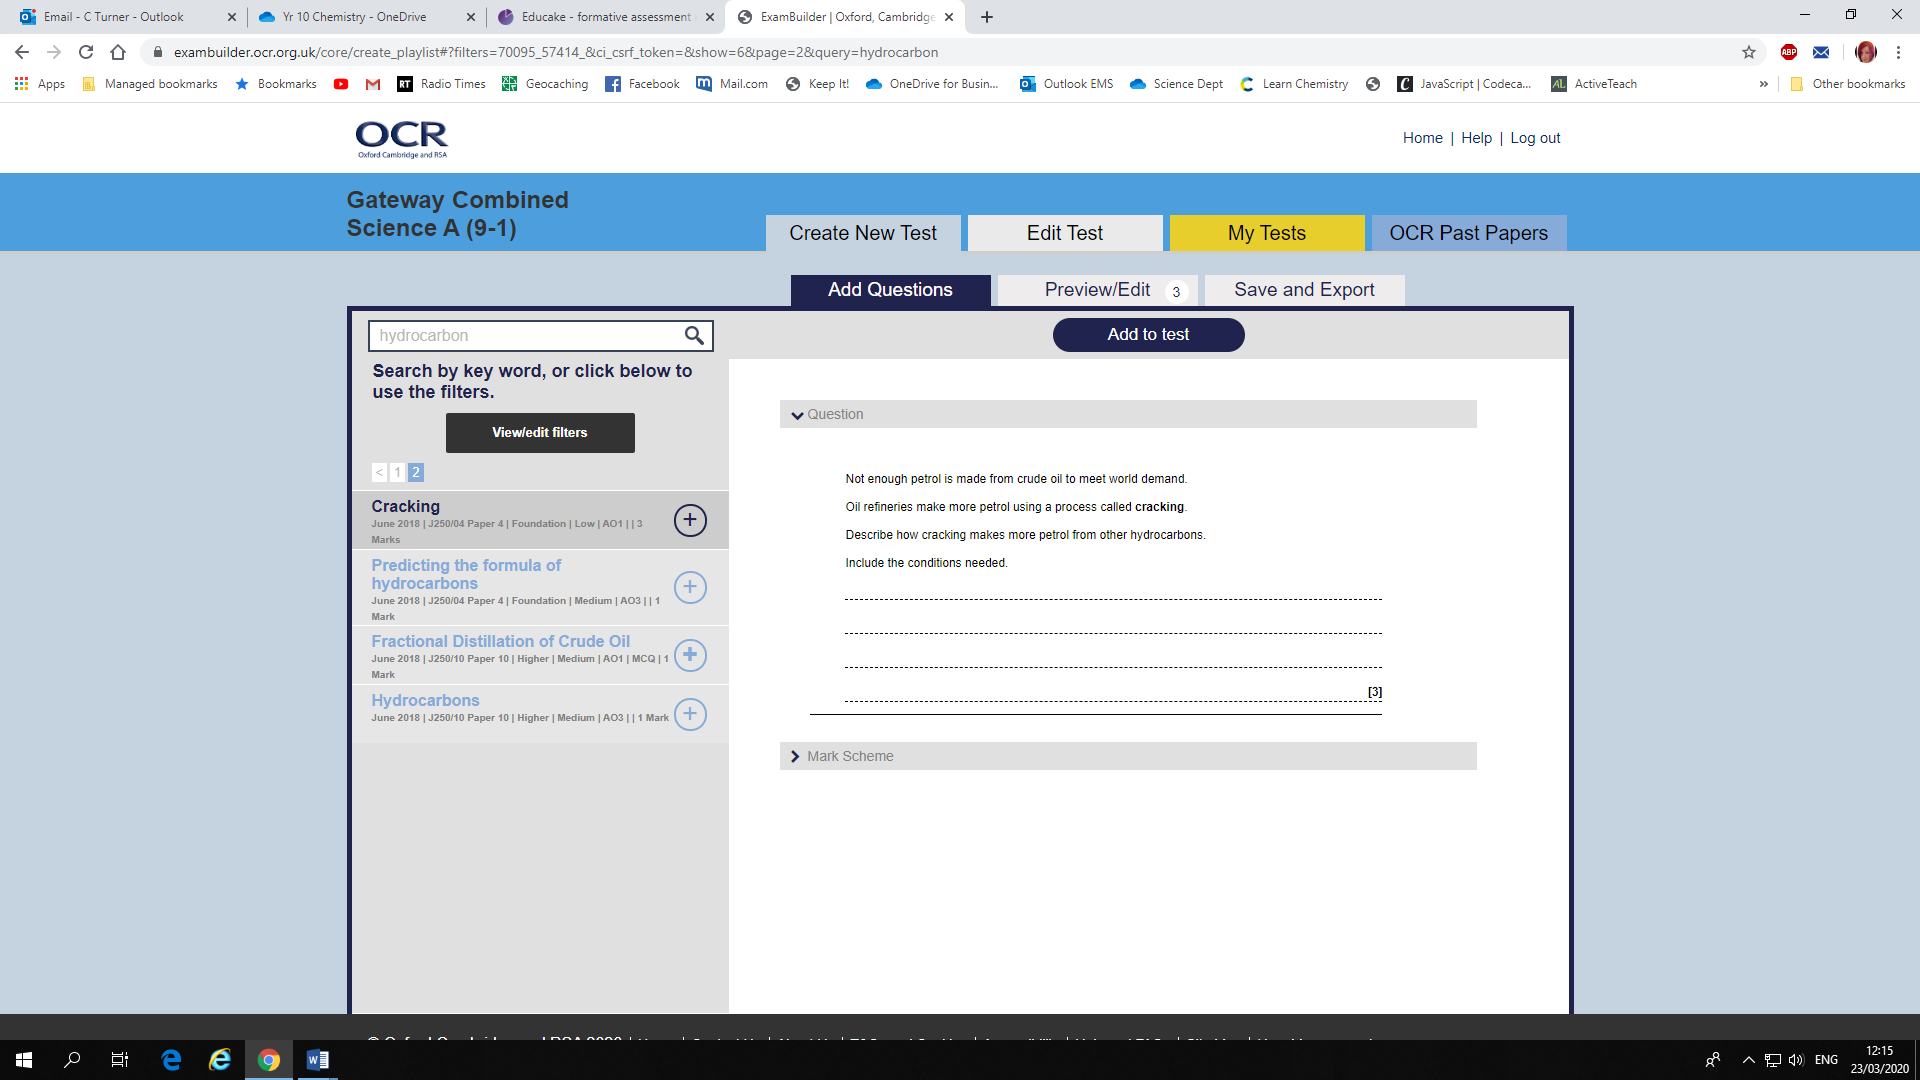 Email - C Turner - Outlook
Yr 10 Chemistry - OneDrive
Educake - formative assessment
ExamBuilder | Oxford, Cambridge
exambuilder.ocr.org.uk/core/create_playlist#?filters=70095_57414_&ci_csrf_token=&show=6&page=2&query=hydrocarbon
ABP
Apps
Managed bookmarks
Bookmarks
RT Radio Times
Geocaching
Facebook
Mail.com
Keep It!
OneDrive for Busin...
Outlook EMS
Science Dept
Learn Chemistry
JavaScript | Codeca...
AL ActiveTeach
»
Other bookmarks
OCR
Oxford Cambridge and RSA
Home | Help | Log out
Gateway Combined
Science A (9-1)
Create New Test
Edit Test
My Tests
OCR Past Papers
Add Questions
Preview/Edit 3
Save and Export
hydrocarbon
Add to test
Search by key word, or click below to
use the filters.
View/edit filters
< 1 2
Cracking
June 2018 | J250/04 Paper 4 | Foundation | Low | AO1 | | 3
Marks
Predicting the formula of
hydrocarbons
June 2018 | J250/04 Paper 4 | Foundation | Medium | AO3 | | 1
Mark
Fractional Distillation of Crude Oil
June 2018 | J250/10 Paper 10 | Higher | Medium | AO1 | MCQ | 1
Mark
Hydrocarbons
June 2018 | J250/10 Paper 10 | Higher | Medium | AO3 | | 1 Mark
Question
Not enough petrol is made from crude oil to meet world demand.
Oil refineries make more petrol using a process called cracking.
Describe how cracking makes more petrol from other hydrocarbons.
Include the conditions needed.
[3]
Mark Scheme
ENG
12:15
23/03/2020